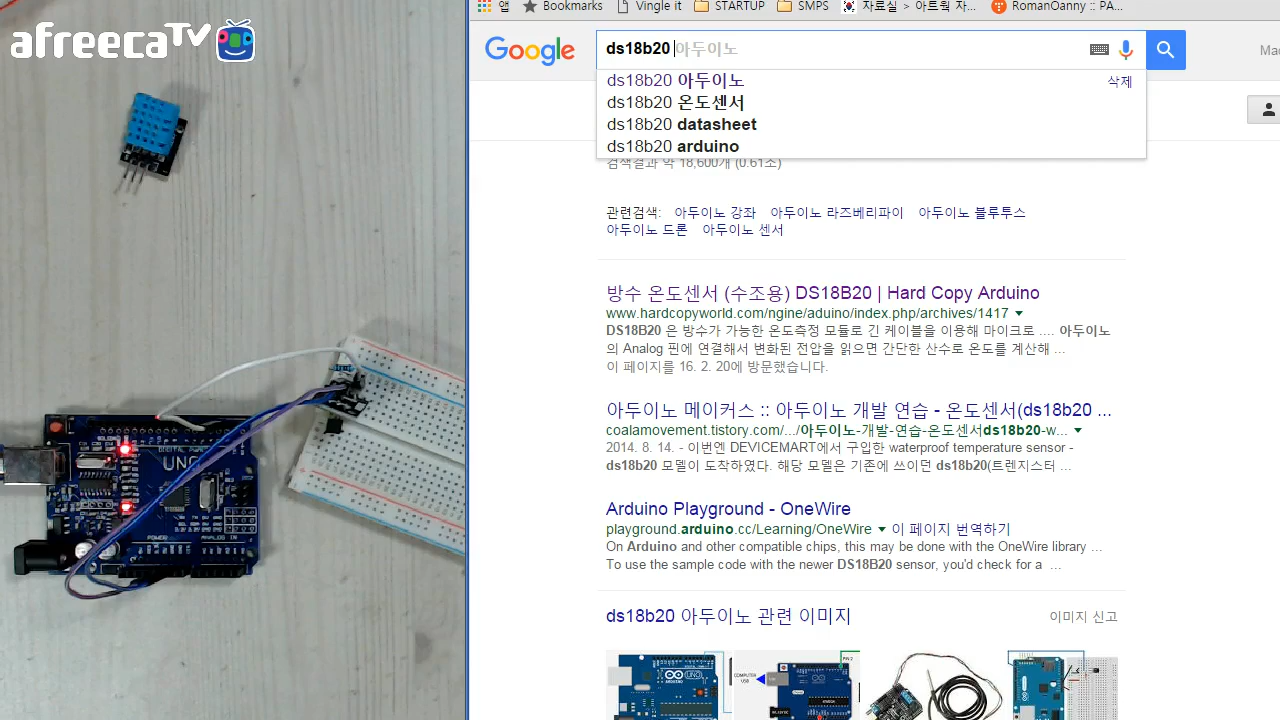 앱 Bookmarks Vingle it STARTUP SMPS 자료실 > 아트웍 자... RomanOanny :: PA...
afreecaTV
Google
ds18b20 아두이노
ds18b20 아두이노 삭제
ds18b20 온도센서
ds18b20 datasheet
ds18b20 arduino
검색결과 약 18,600개 (0.61초)
관련검색: 아두이노 강좌 아두이노 라즈베리파이 아두이노 블루투스
아두이노 드론 아두이노 센서
방수 온도센서 (수조용) DS18B20 | Hard Copy Arduino
www.hardcopyworld.com/ngine/aduino/index.php/archives/1417
DS18B20 은 방수가 가능한 온도측정 모듈로 긴 케이블을 이용해 마이크로 .... 아두이노
의 Analog 핀에 연결해서 변화된 전압을 읽으면 간단한 산수로 온도를 계산해 ...
이 페이지를 16. 2. 20에 방문했습니다.
아두이노 메이커스 :: 아두이노 개발 연습 - 온도센서(ds18b20 ...
coalamovement.tistory.com/.../아두이노-개발-연습-온도센서ds18b20-w...
2014. 8. 14. - 이번엔 DEVICEMART에서 구입한 waterproof temperature sensor -
ds18b20 모델이 도착하였다. 해당 모델은 기존에 쓰이던 ds18b20(트렌지스터 ...
Arduino Playground - OneWire
playground.arduino.cc/Learning/OneWire 이 페이지 번역하기
On Arduino and other compatible chips, this may be done with the OneWire library ...
To use the sample code with the newer DS18B20 sensor, you'd check for a ...
ds18b20 아두이노 관련 이미지 이미지 신고
UNO
POWER
ANALOG IN
COMPUTER
USB
PIN 2